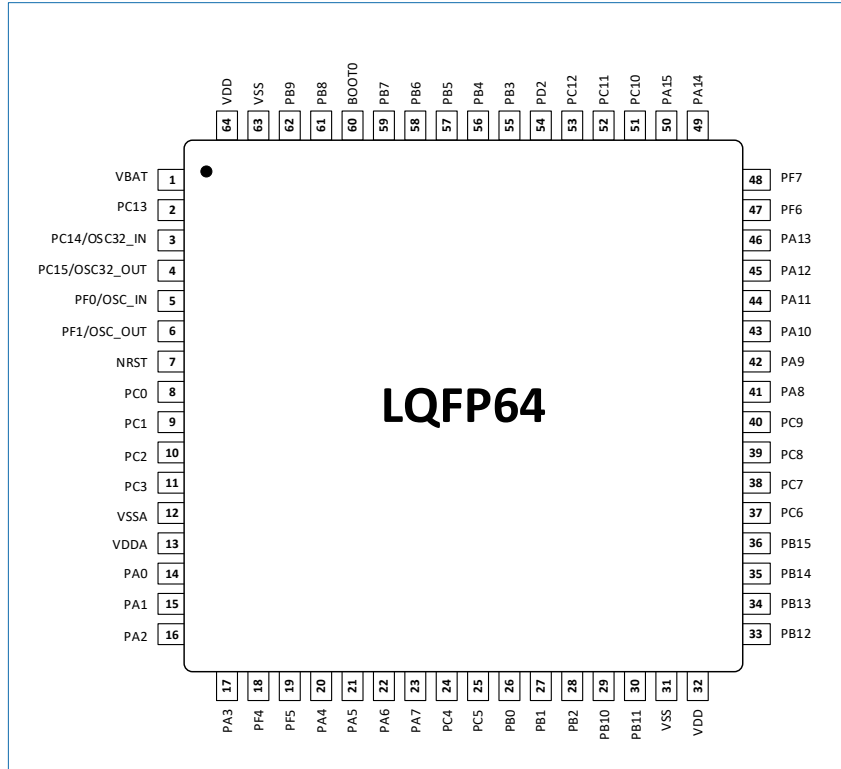 VDD VSS PB9 PB8 BOOT0 PB7 PB6 PB5 PB4 PB3 PD2 PC12 PC11 PC10 PA15 PA14
64 63 62 61 60 59 58 57 56 55 54 53 52 51 50 49
VBAT 1
PC13 2
PC14/OSC32_IN 3
PC15/OSC32_OUT 4
PF0/OSC_IN 5
PF1/OSC_OUT 6
NRST 7
PC0 8
PC1 9
PC2 10
PC3 11
VSSA 12
VDDA 13
PA0 14
PA1 15
PA2 16
LQFP64
48 PF7
47 PF6
46 PA13
45 PA12
44 PA11
43 PA10
42 PA9
41 PA8
40 PC9
39 PC8
38 PC7
37 PC6
36 PB15
35 PB14
34 PB13
33 PB12
17 18 19 20 21 22 23 24 25 26 27 28 29 30 31 32
PA3 PF4 PF5 PA4 PA5 PA6 PA7 PC4 PC5 PB0 PB1 PB2 PB10 PB11 VSS VDD